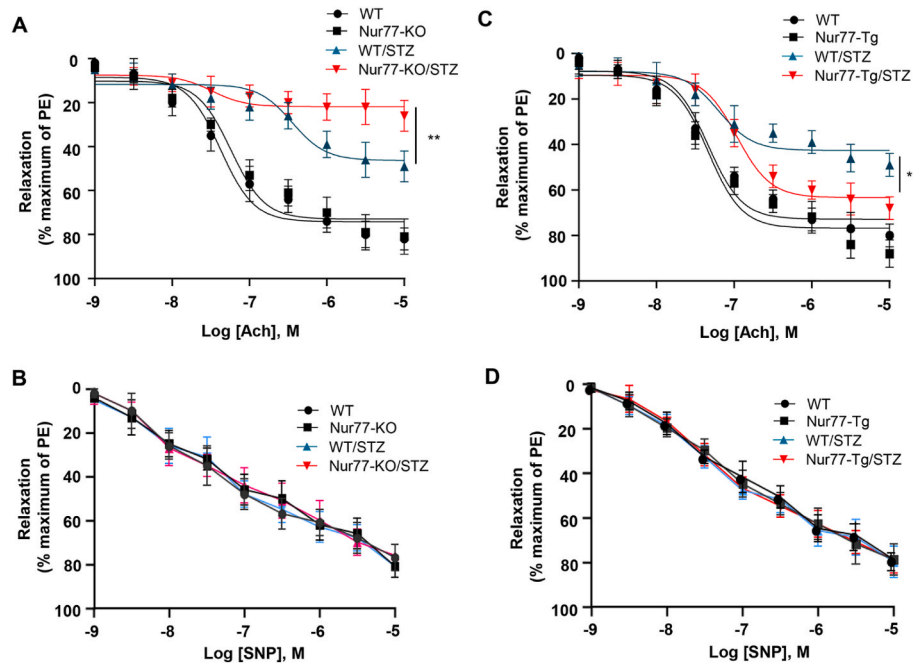 A
WT
Nur77-KO
WT/STZ
Nur77-KO/STZ
0
20
40
60
80
100
Relaxation
(% maximum of PE)
**
-9 -8 -7 -6 -5
Log [Ach], M
C
WT
Nur77-Tg
WT/STZ
Nur77-Tg/STZ
0
20
40
60
80
100
Relaxation
(% maximum of PE)
*
-9 -8 -7 -6 -5
Log [Ach], M
B
WT
Nur77-KO
WT/STZ
Nur77-KO/STZ
0
20
40
60
80
100
Relaxation
(% maximum of PE)
-9 -8 -7 -6 -5
Log [SNP], M
D
WT
Nur77-Tg
WT/STZ
Nur77-Tg/STZ
0
20
40
60
80
100
Relaxation
(% maximum of PE)
-9 -8 -7 -6 -5
Log [SNP], M